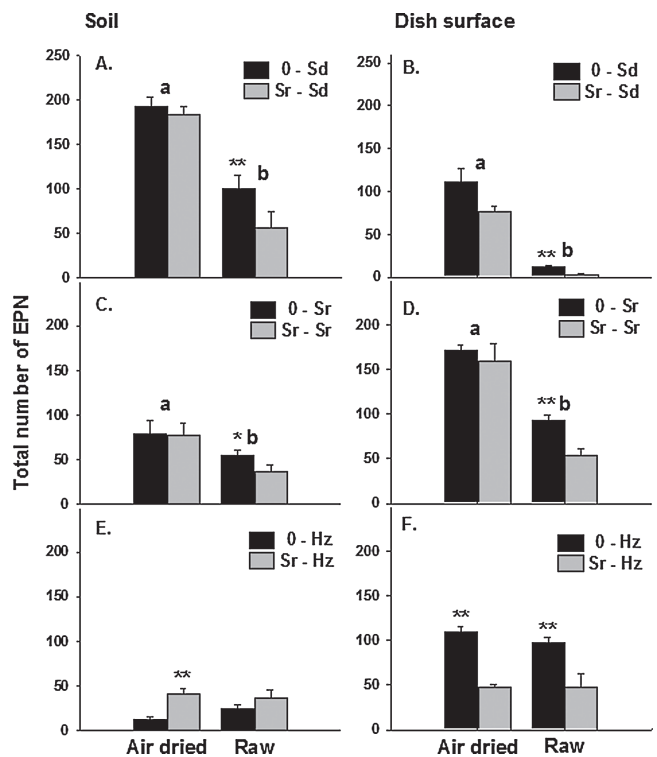 Soil
Dish surface
Total number of EPN
A.
0 - Sd
Sr - Sd
250
200
150
100
50
0
a
**
b
B.
0 - Sd
Sr - Sd
250
200
150
100
50
0
a
** b
C.
0 - Sr
Sr - Sr
200
150
100
50
0
a
* b
D.
0 - Sr
Sr - Sr
200
150
100
50
0
a
**b
E.
0 - Hz
Sr - Hz
200
150
100
50
0
**
Air dried
Raw
F.
0 - Hz
Sr - Hz
200
150
100
50
0
**
**
Air dried
Raw